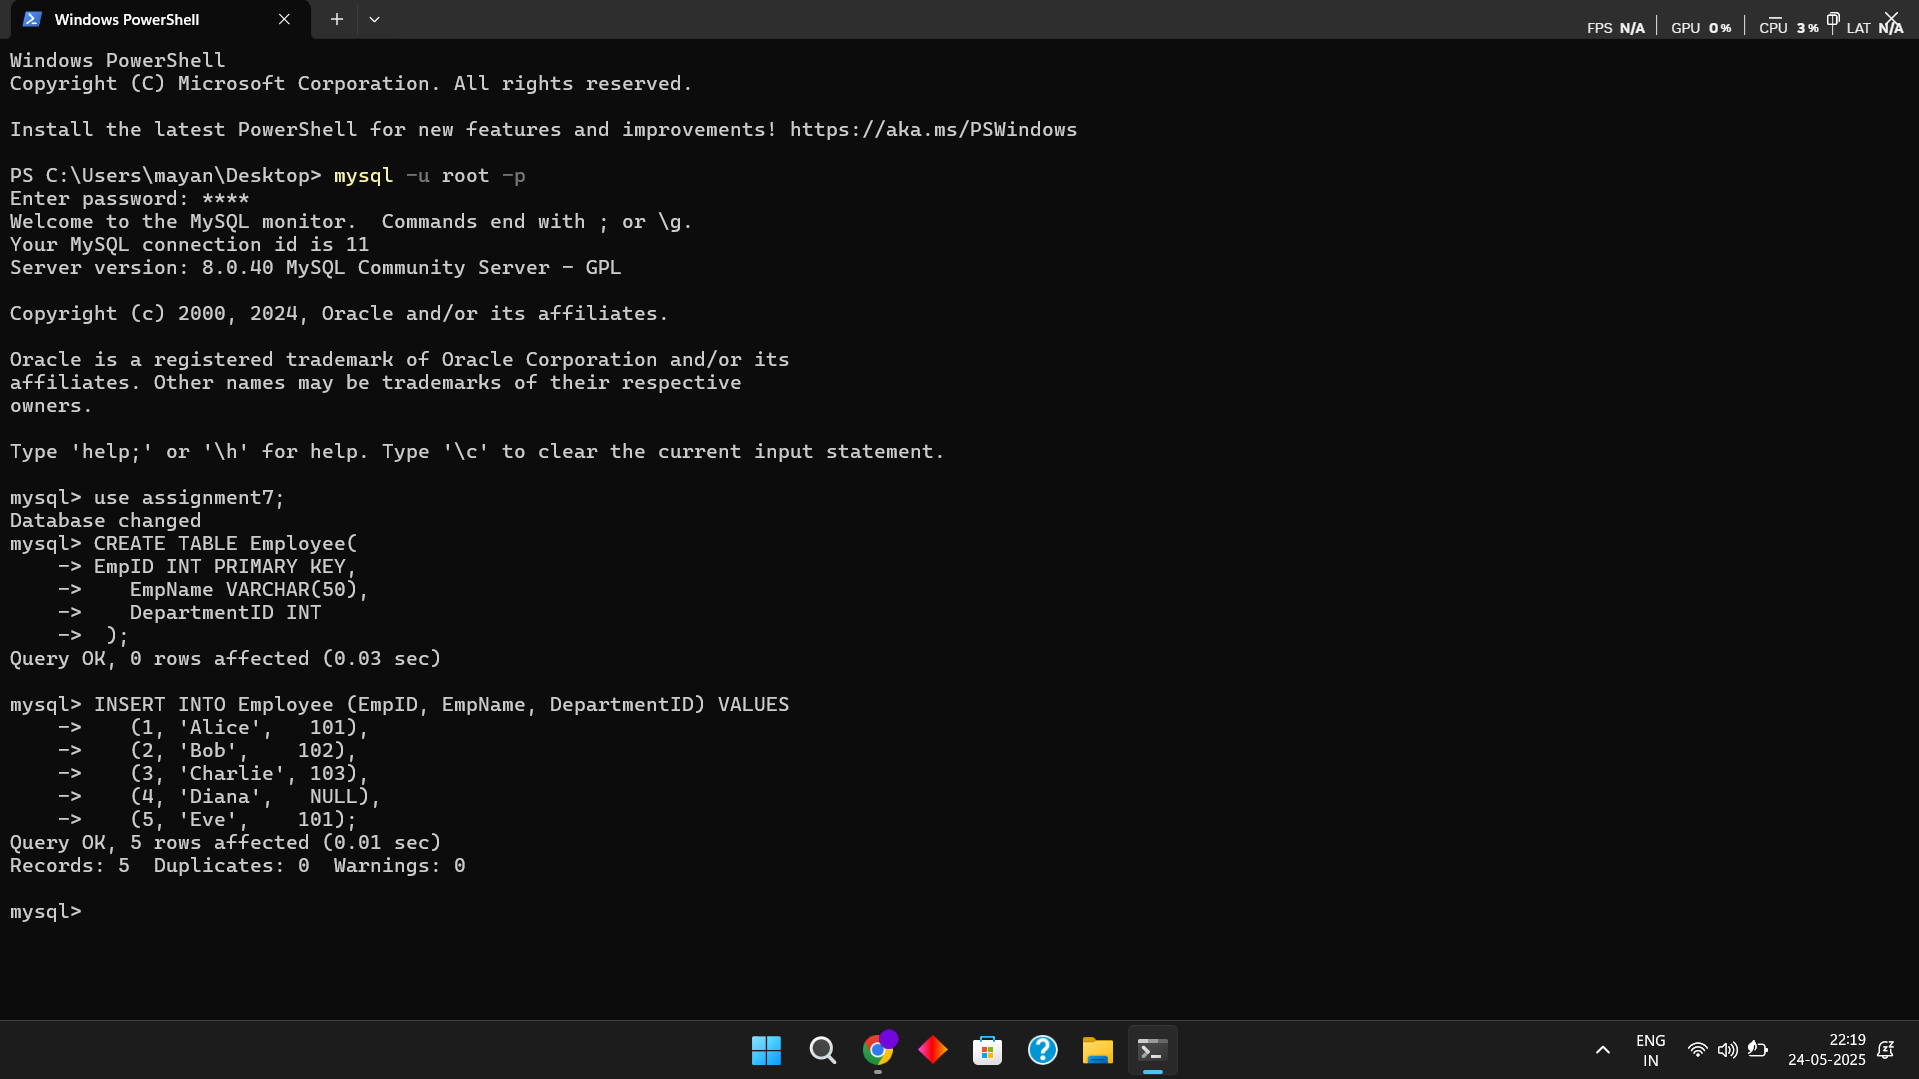 Windows PowerShell
FPS N/A GPU 0% CPU 3% LAT N/A
Windows PowerShell
Copyright (C) Microsoft Corporation. All rights reserved.
Install the latest PowerShell for new features and improvements! https://aka.ms/PSWindows
PS C:\Users\mayan\Desktop> mysql -u root -p
Enter password: ****
Welcome to the MySQL monitor.  Commands end with ; or \g.
Your MySQL connection id is 11
Server version: 8.0.40 MySQL Community Server - GPL
Copyright (c) 2000, 2024, Oracle and/or its affiliates.
Oracle is a registered trademark of Oracle Corporation and/or its
affiliates. Other names may be trademarks of their respective
owners.
Type 'help;' or '\h' for help. Type '\c' to clear the current input statement.
mysql> use assignment7;
Database changed
mysql> CREATE TABLE Employee(
    -> EmpID INT PRIMARY KEY,
    ->    EmpName VARCHAR(50),
    ->    DepartmentID INT
    ->  );
Query OK, 0 rows affected (0.03 sec)
mysql> INSERT INTO Employee (EmpID, EmpName, DepartmentID) VALUES
    ->    (1, 'Alice',   101),
    ->    (2, 'Bob',    102),
    ->    (3, 'Charlie', 103),
    ->    (4, 'Diana',   NULL),
    ->    (5, 'Eve',    101);
Query OK, 5 rows affected (0.01 sec)
Records: 5  Duplicates: 0  Warnings: 0
mysql>
ENG
IN
22:19
24-05-2025